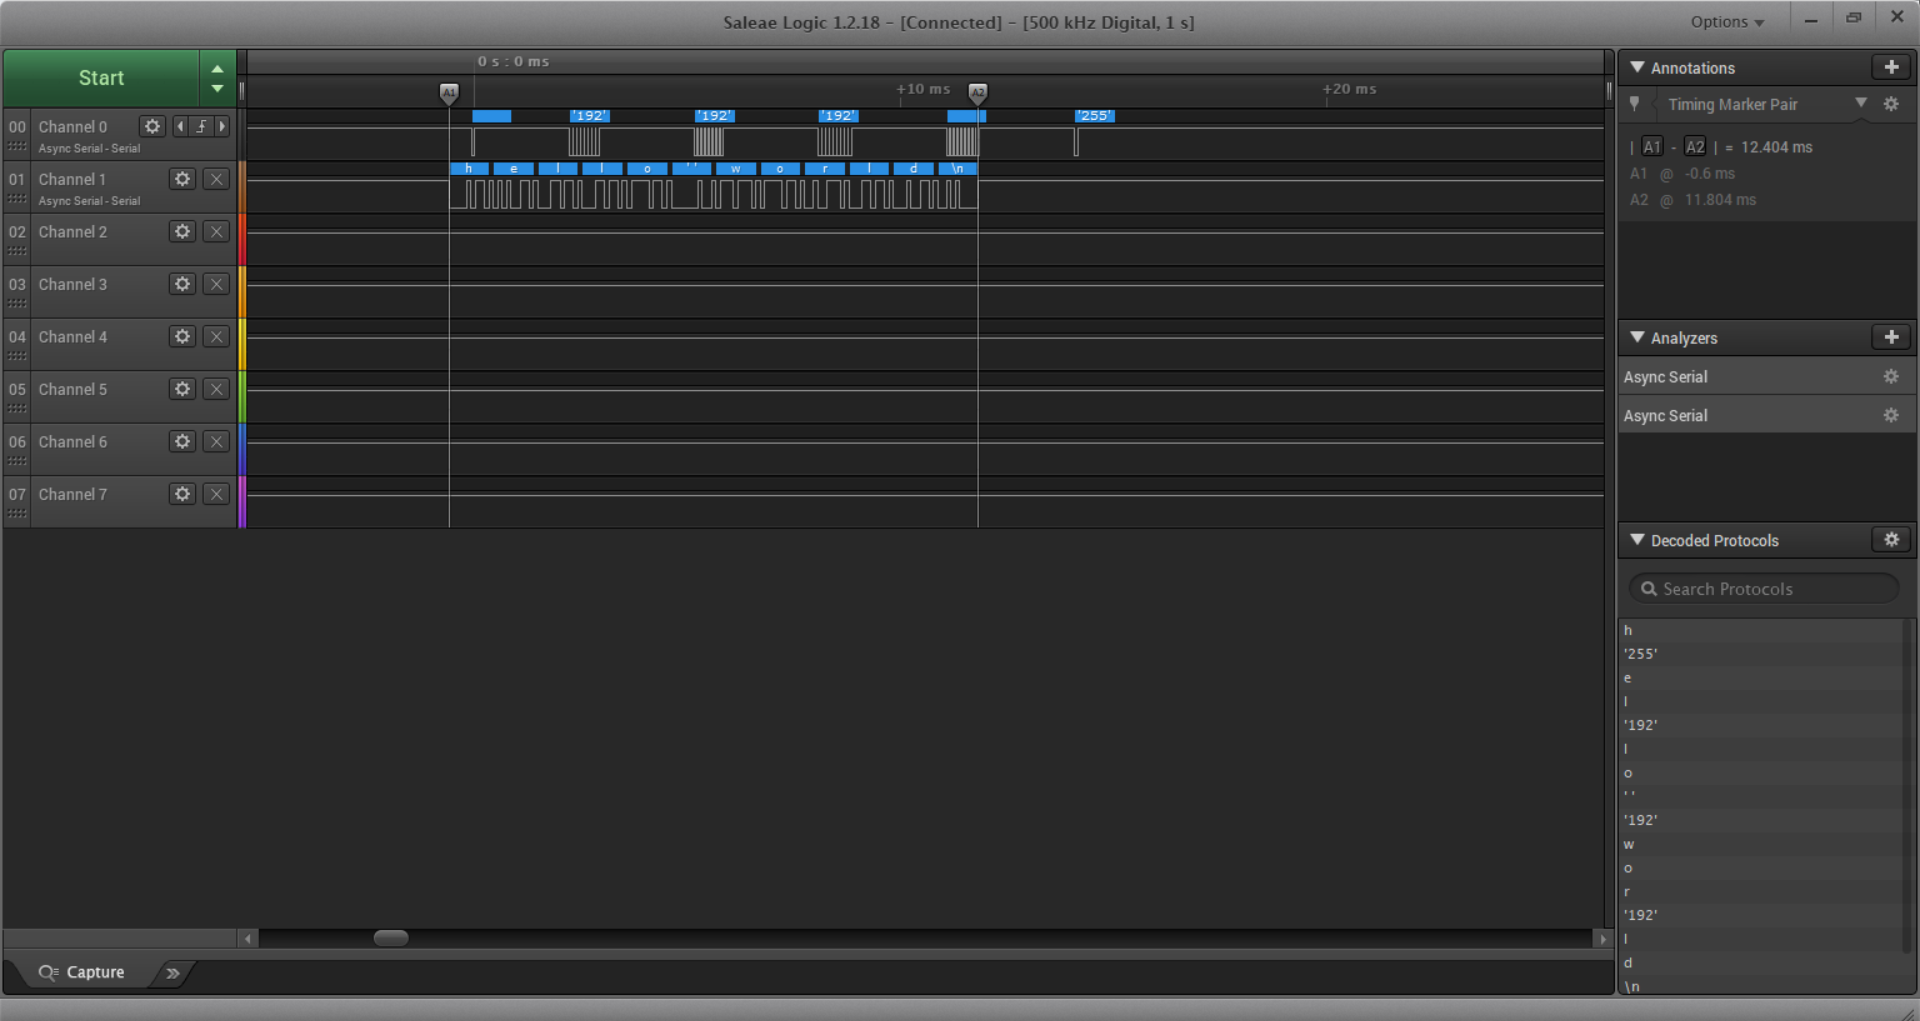 Saleae Logic 1.2.18 – [Connected] – [500 kHz Digital, 1 s]
Options
Start
0 s : 0 ms
+10 ms
+20 ms
A1
A2
00 Channel 0
Async Serial - Serial
'192' '192' '192' '255'
01 Channel 1
Async Serial - Serial
h e l l o ' ' w o r l d \n
02 Channel 2
03 Channel 3
04 Channel 4
05 Channel 5
06 Channel 6
07 Channel 7
Capture
Annotations
Timing Marker Pair
| A1 - A2 | = 12.404 ms
A1 @ -0.6 ms
A2 @ 11.804 ms
Analyzers
Async Serial
Async Serial
Decoded Protocols
Search Protocols
h
'255'
e
l
'192'
l
o
' '
'192'
w
o
r
'192'
l
d
\n